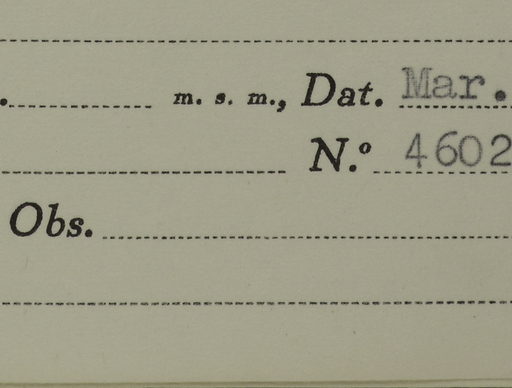 m. s. m., Dat. Mar.
N.º 4602
Obs.